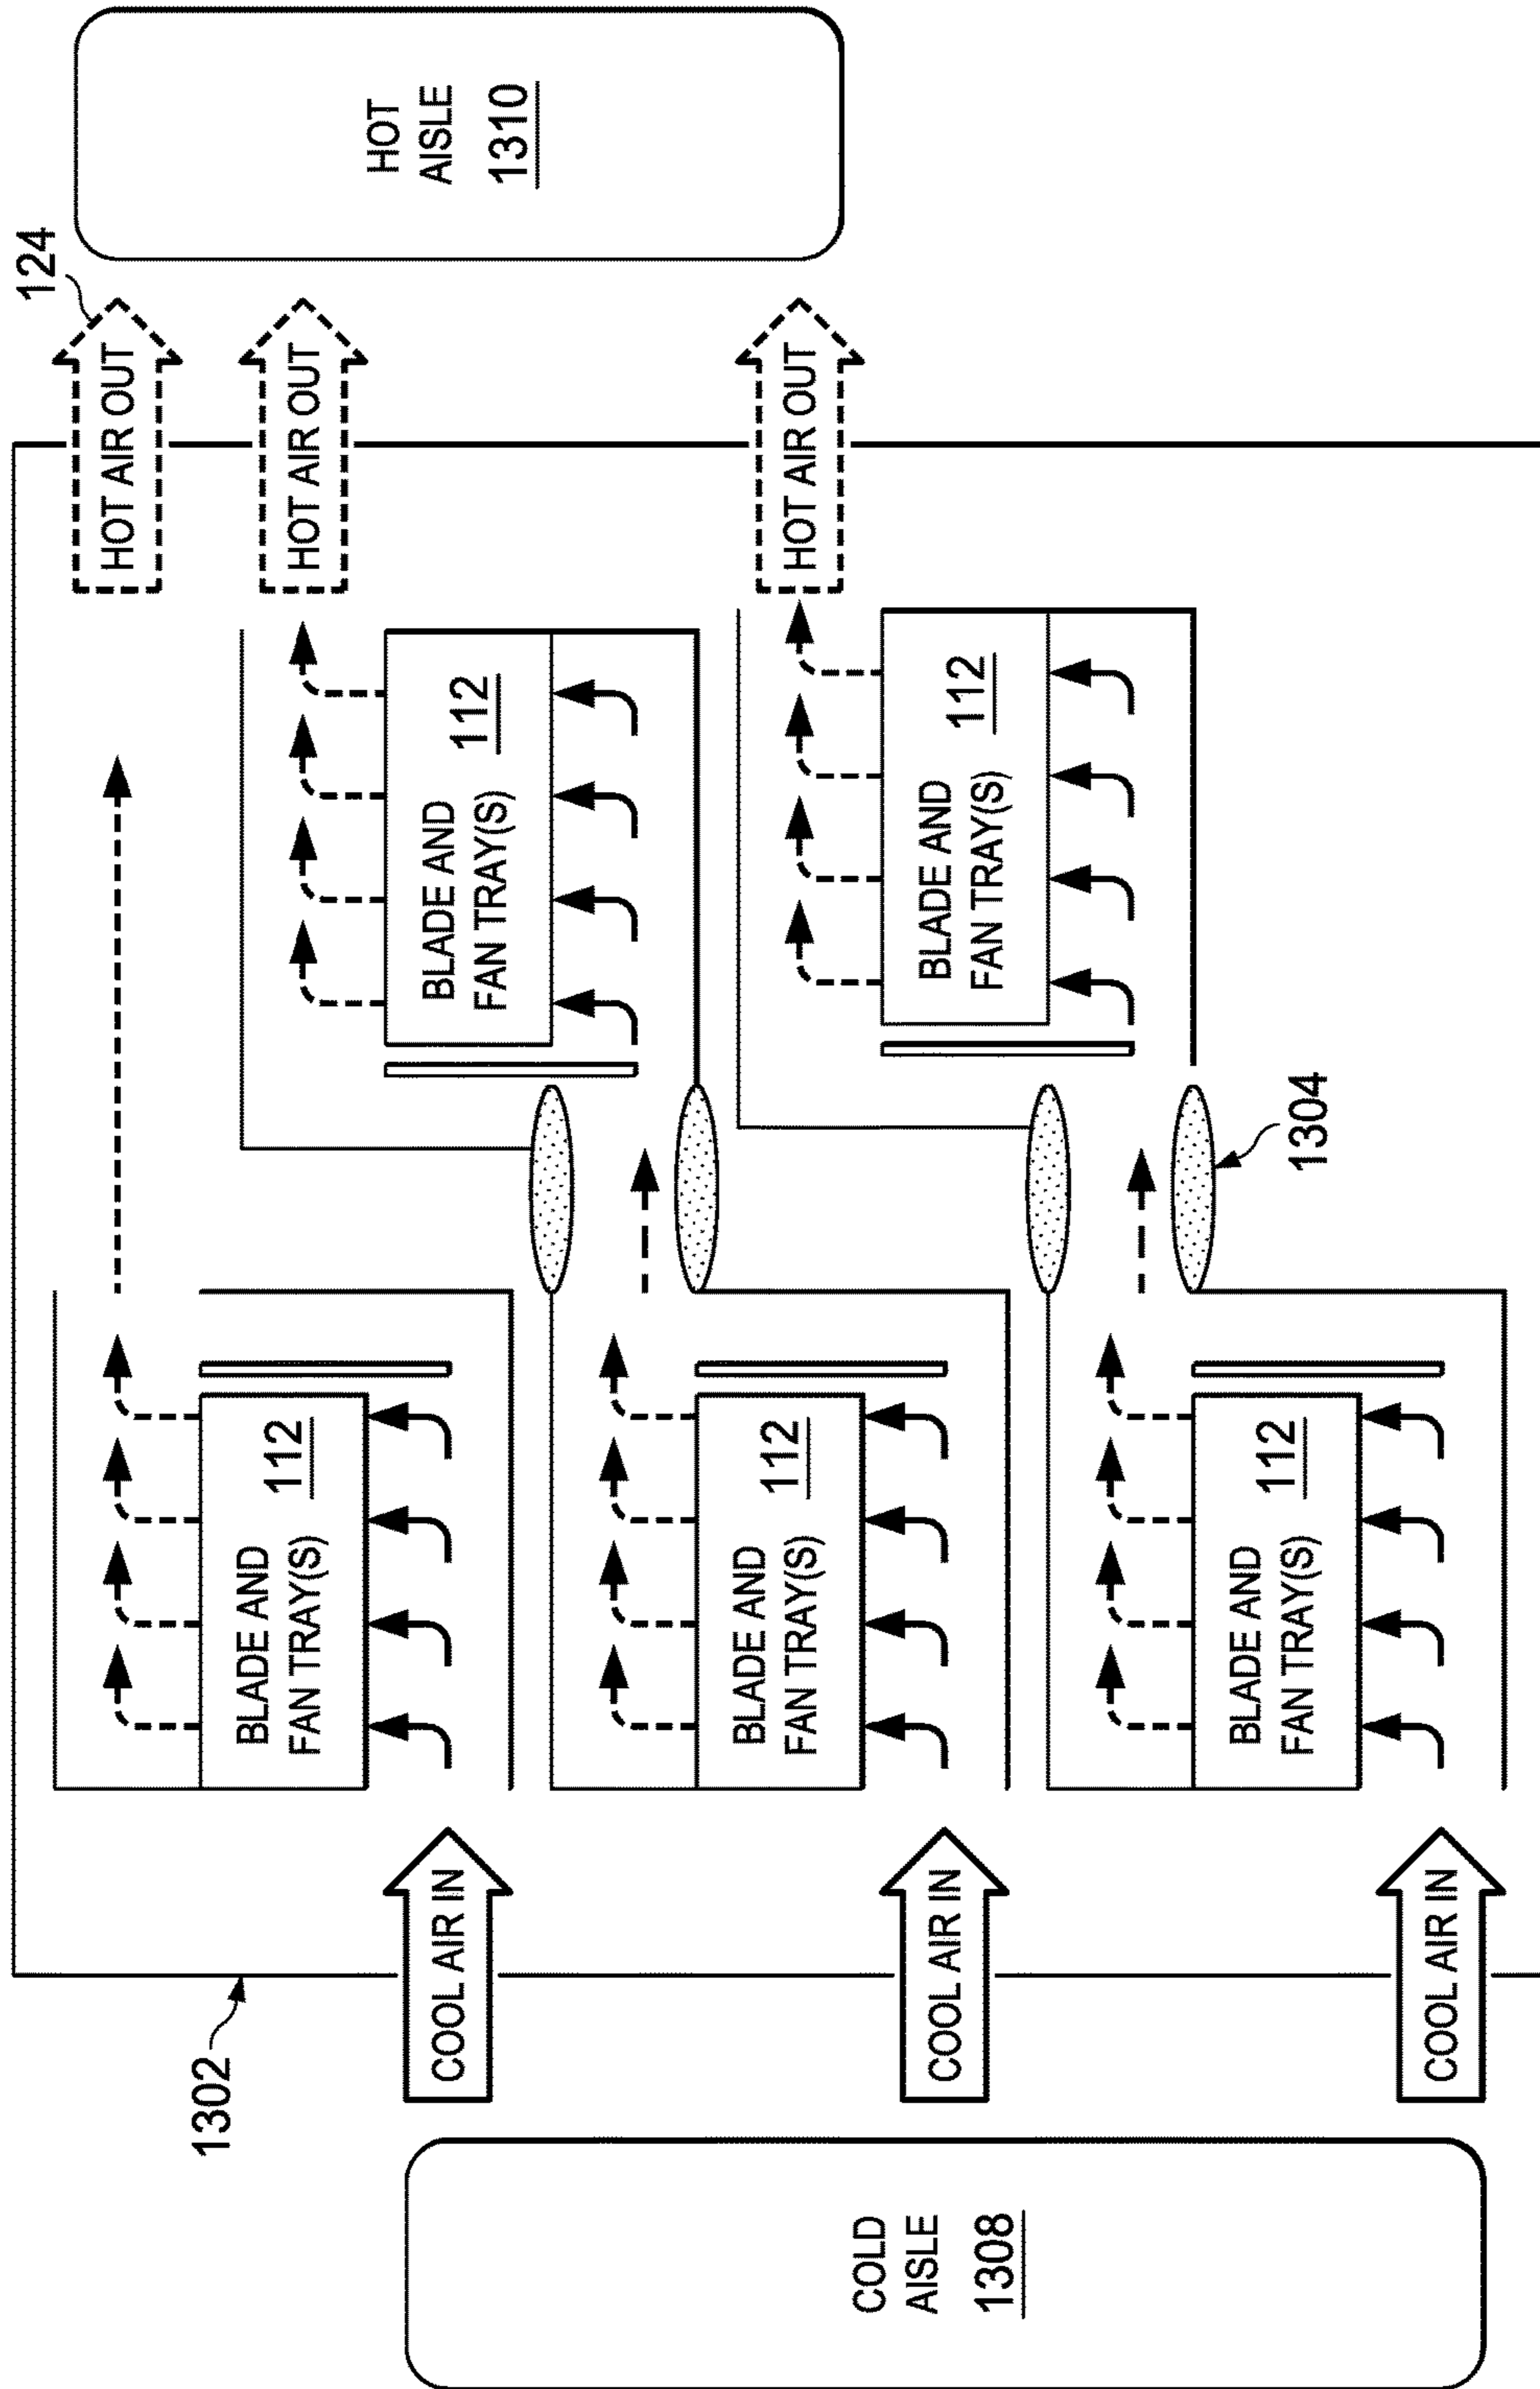 124
HOT AIR OUT
HOT AIR OUT
HOT AIR OUT
HOT
AISLE
1310
BLADE AND
FAN TRAY(S)
112
BLADE AND
FAN TRAY(S)
112
1304
BLADE AND
FAN TRAY(S)
112
BLADE AND
FAN TRAY(S)
112
BLADE AND
FAN TRAY(S)
112
1302
COOL AIR IN
COOL AIR IN
COOL AIR IN
COLD
AISLE
1308